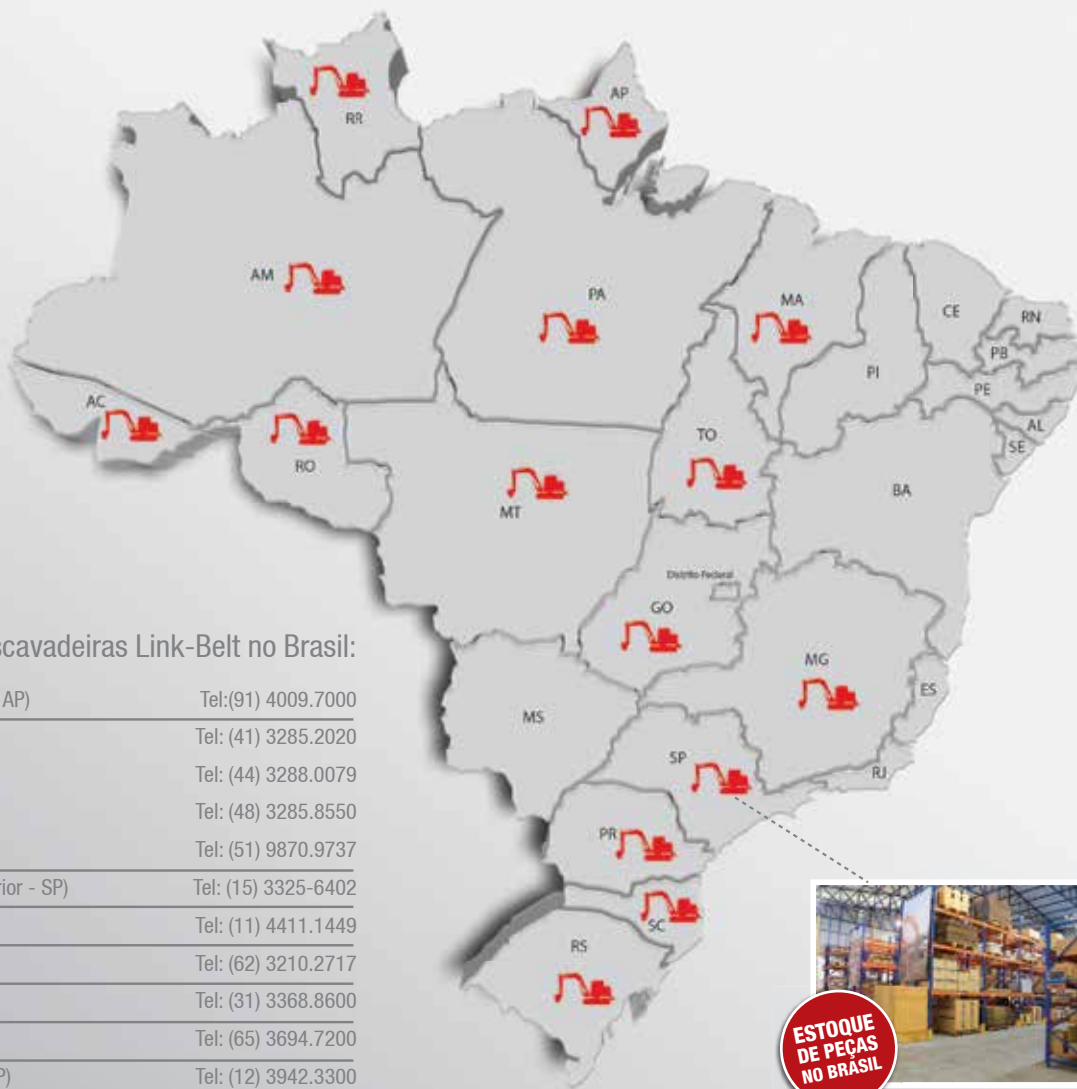 RR
AP
AM
PA
MA
CE
RN
PB
PI
PE
AC
AL
TO
SE
RO
BA
MT
Distrito Federal
GO
MG
ES
MS
SP
RJ
PR
SC
RS
scavadeiras Link-Belt no Brasil:
AP) Tel:(91) 4009.7000
Tel: (41) 3285.2020
Tel: (44) 3288.0079
Tel: (48) 3285.8550
Tel: (51) 9870.9737
rior - SP) Tel: (15) 3325-6402
Tel: (11) 4411.1449
Tel: (62) 3210.2717
Tel: (31) 3368.8600
Tel: (65) 3694.7200
P) Tel: (12) 3942.3300
ESTOQUE
DE PEÇAS
NO BRASIL